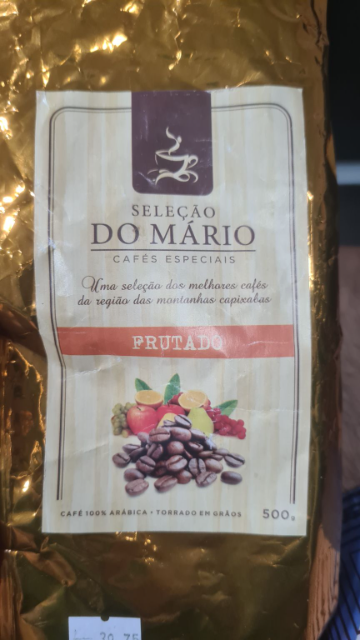 SELEÇÃO
DO MÁRIO
CAFÉS ESPECIAIS
Uma seleção dos melhores cafés
da região das montanhas capixabas
FRUTADO
CAFÉ 100% ARÁBICA • TORRADO EM GRÃOS
500g